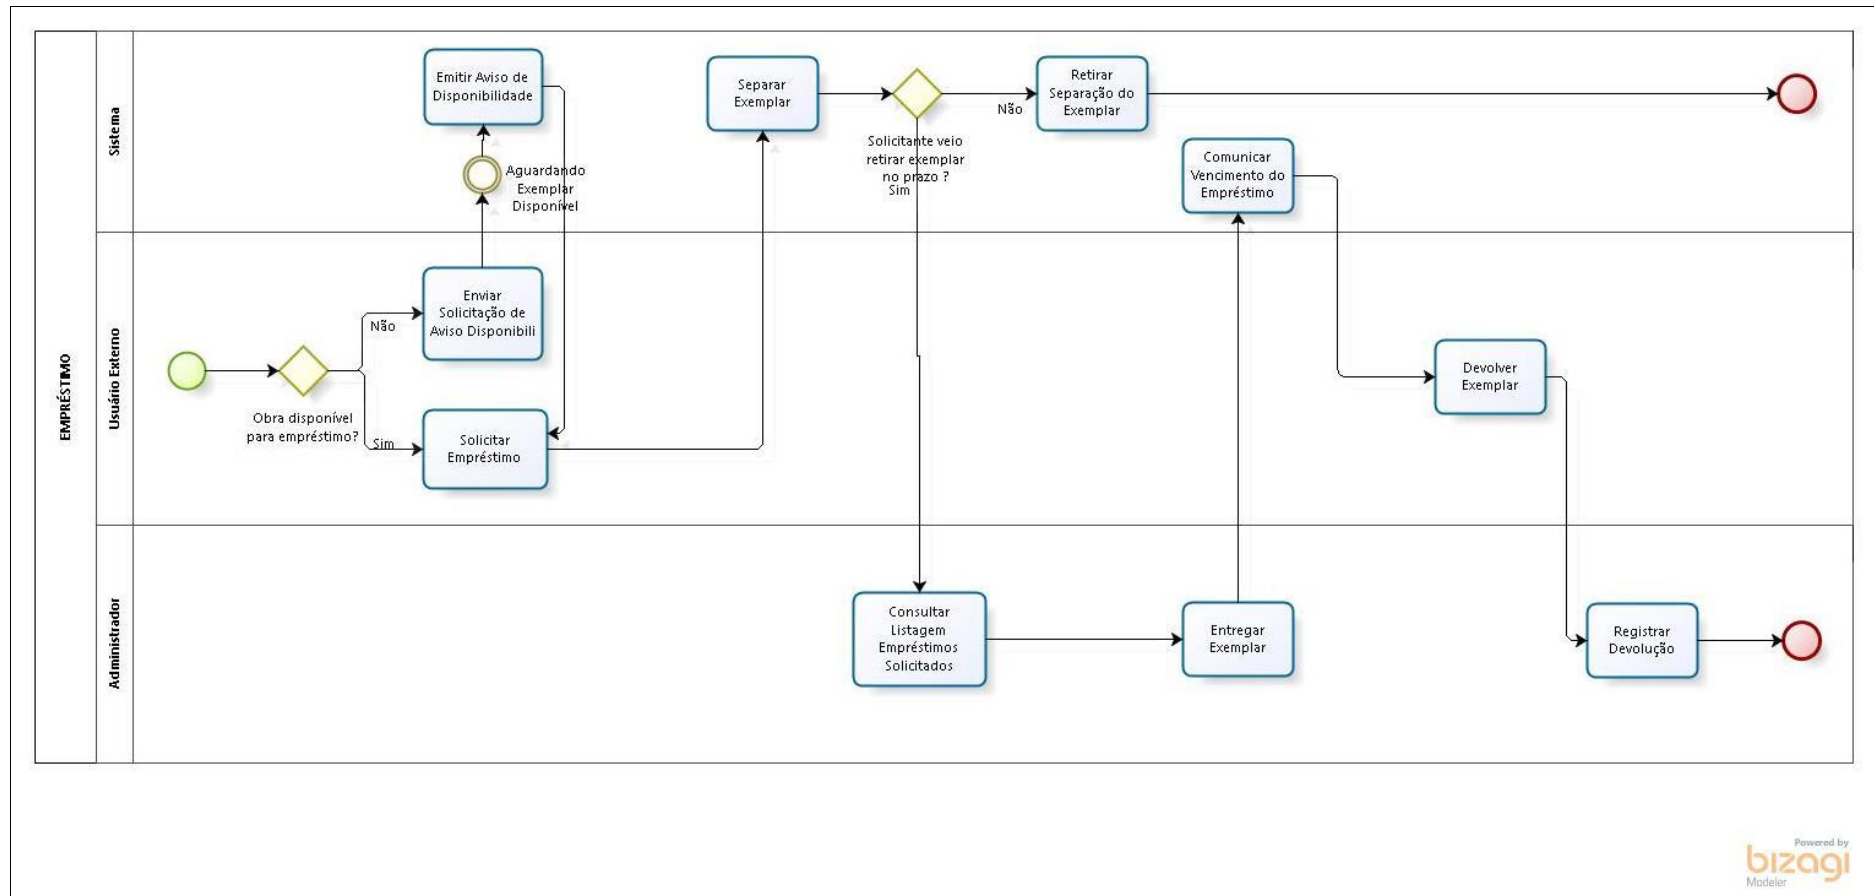 EMPRÉSTIMO
Sistema
Emitir Aviso de
Disponibilidade
Aguardando
Exemplar
Disponível
Separar
Exemplar
Solicitante veio
retirar exemplar
no prazo ?
Sim
Não
Retirar
Separação do
Exemplar
Comunicar
Vencimento do
Empréstimo
Usuário Externo
Obra disponível
para empréstimo?
Não
Sim
Enviar
Solicitação de
Aviso Disponibili
Solicitar
Empréstimo
Devolver
Exemplar
Administrador
Consultar
Listagem
Empréstimos
Solicitados
Entregar
Exemplar
Registrar
Devolução
Powered by
bizagi
Modeler